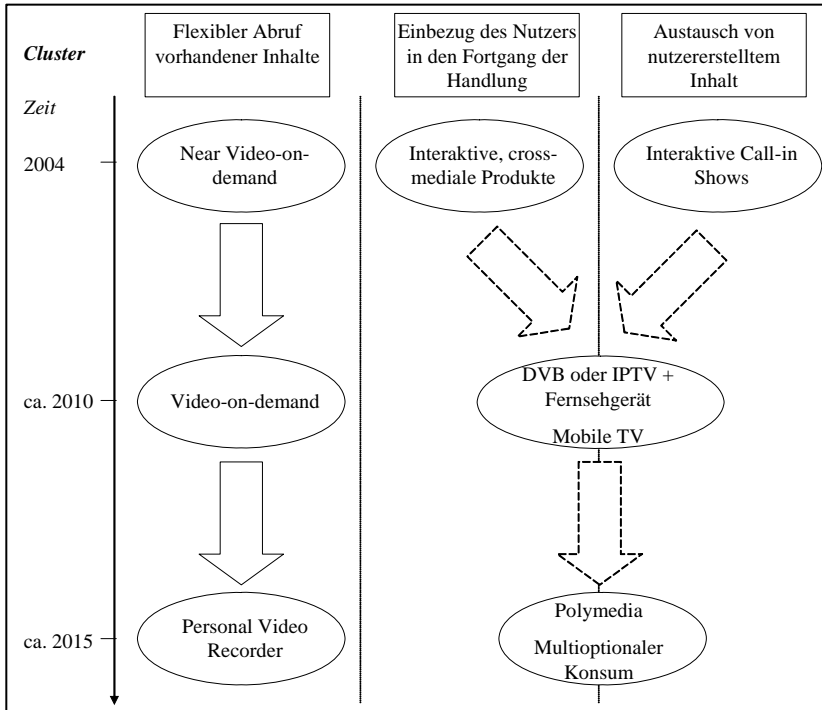 Cluster
Flexibler Abruf
vorhandener Inhalte
Einbezug des Nutzers
in den Fortgang der
Handlung
Austausch von
nutzererstelltem
Inhalt
Zeit
2004
Near Video-on-
demand
Interaktive, cross-
mediale Produkte
Interaktive Call-in
Shows
ca. 2010
Video-on-demand
DVB oder IPTV +
Fernsehgerät
Mobile TV
ca. 2015
Personal Video
Recorder
Polymedia
Multioptionaler
Konsum